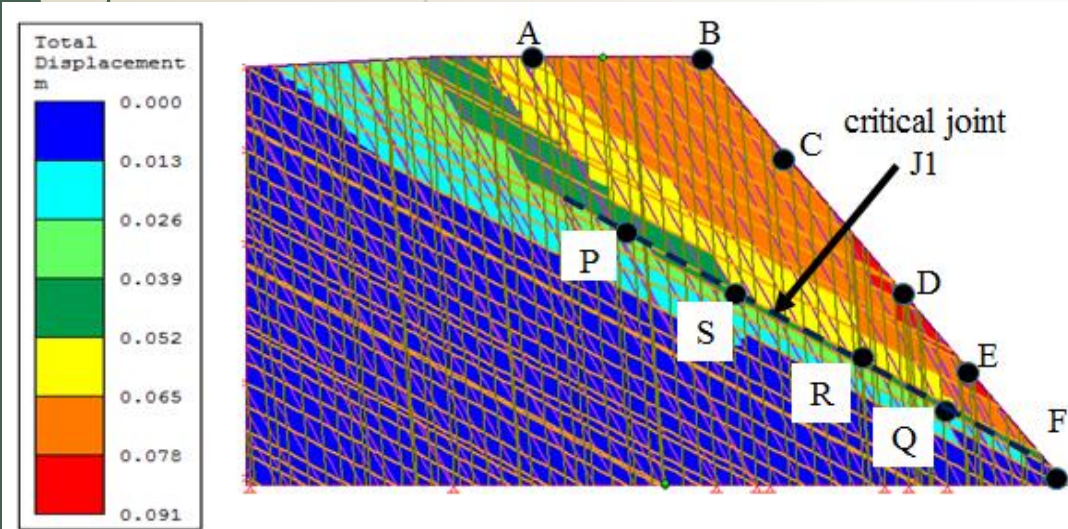 Total
Displacement
m
0.000
0.013
0.026
0.039
0.052
0.065
0.078
0.091
A
B
critical joint
J1
C
P
D
S
E
R
F
Q